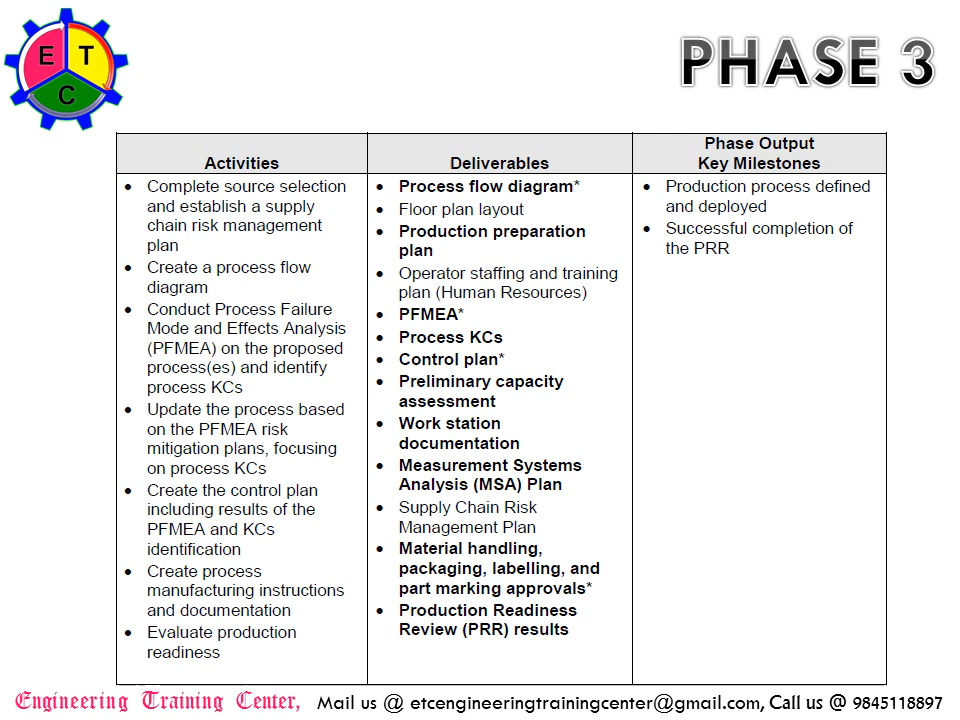 E T
C
PHASE 3
Activities
Deliverables
Phase Output
Key Milestones
• Complete source selection
and establish a supply
chain risk management
plan
• Create a process flow
diagram
• Conduct Process Failure
Mode and Effects Analysis
(PFMEA) on the proposed
process(es) and identify
process KCs
• Update the process based
on the PFMEA risk
mitigation plans, focusing
on process KCs
• Create the control plan
including results of the
PFMEA and KCs
identification
• Create process
manufacturing instructions
and documentation
• Evaluate production
readiness
• Process flow diagram*
• Floor plan layout
• Production preparation
plan
• Operator staffing and training
plan (Human Resources)
• PFMEA*
• Process KCs
• Control plan*
• Preliminary capacity
assessment
• Work station
documentation
• Measurement Systems
Analysis (MSA) Plan
• Supply Chain Risk
Management Plan
• Material handling,
packaging, labelling, and
part marking approvals*
• Production Readiness
Review (PRR) results
• Production process defined
and deployed
• Successful completion of
the PRR
Engineering Training Center, Mail us @ etcengineeringtrainingcenter@gmail.com, Call us @ 9845118897